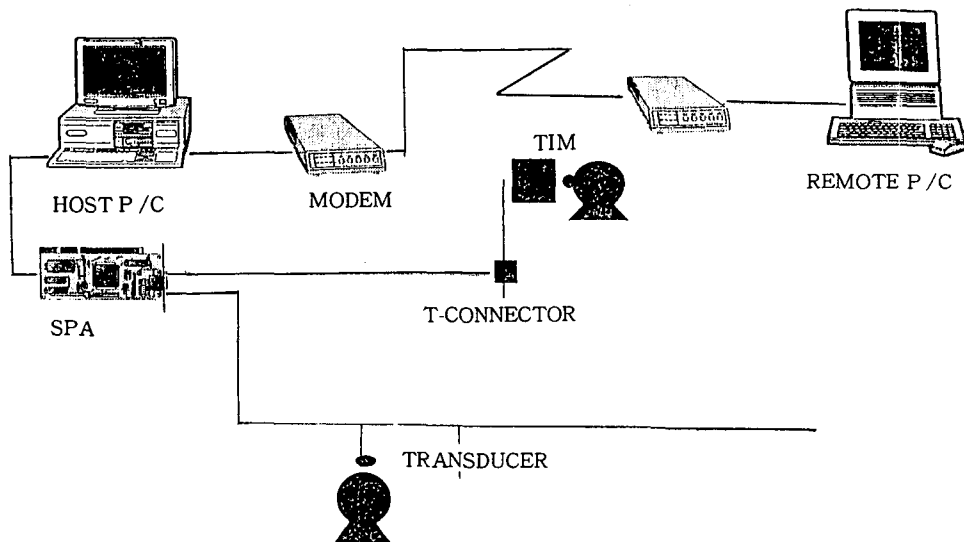 TIM
HOST P /C
MODEM
REMOTE P /C
SPA
T-CONNECTOR
TRANSDUCER